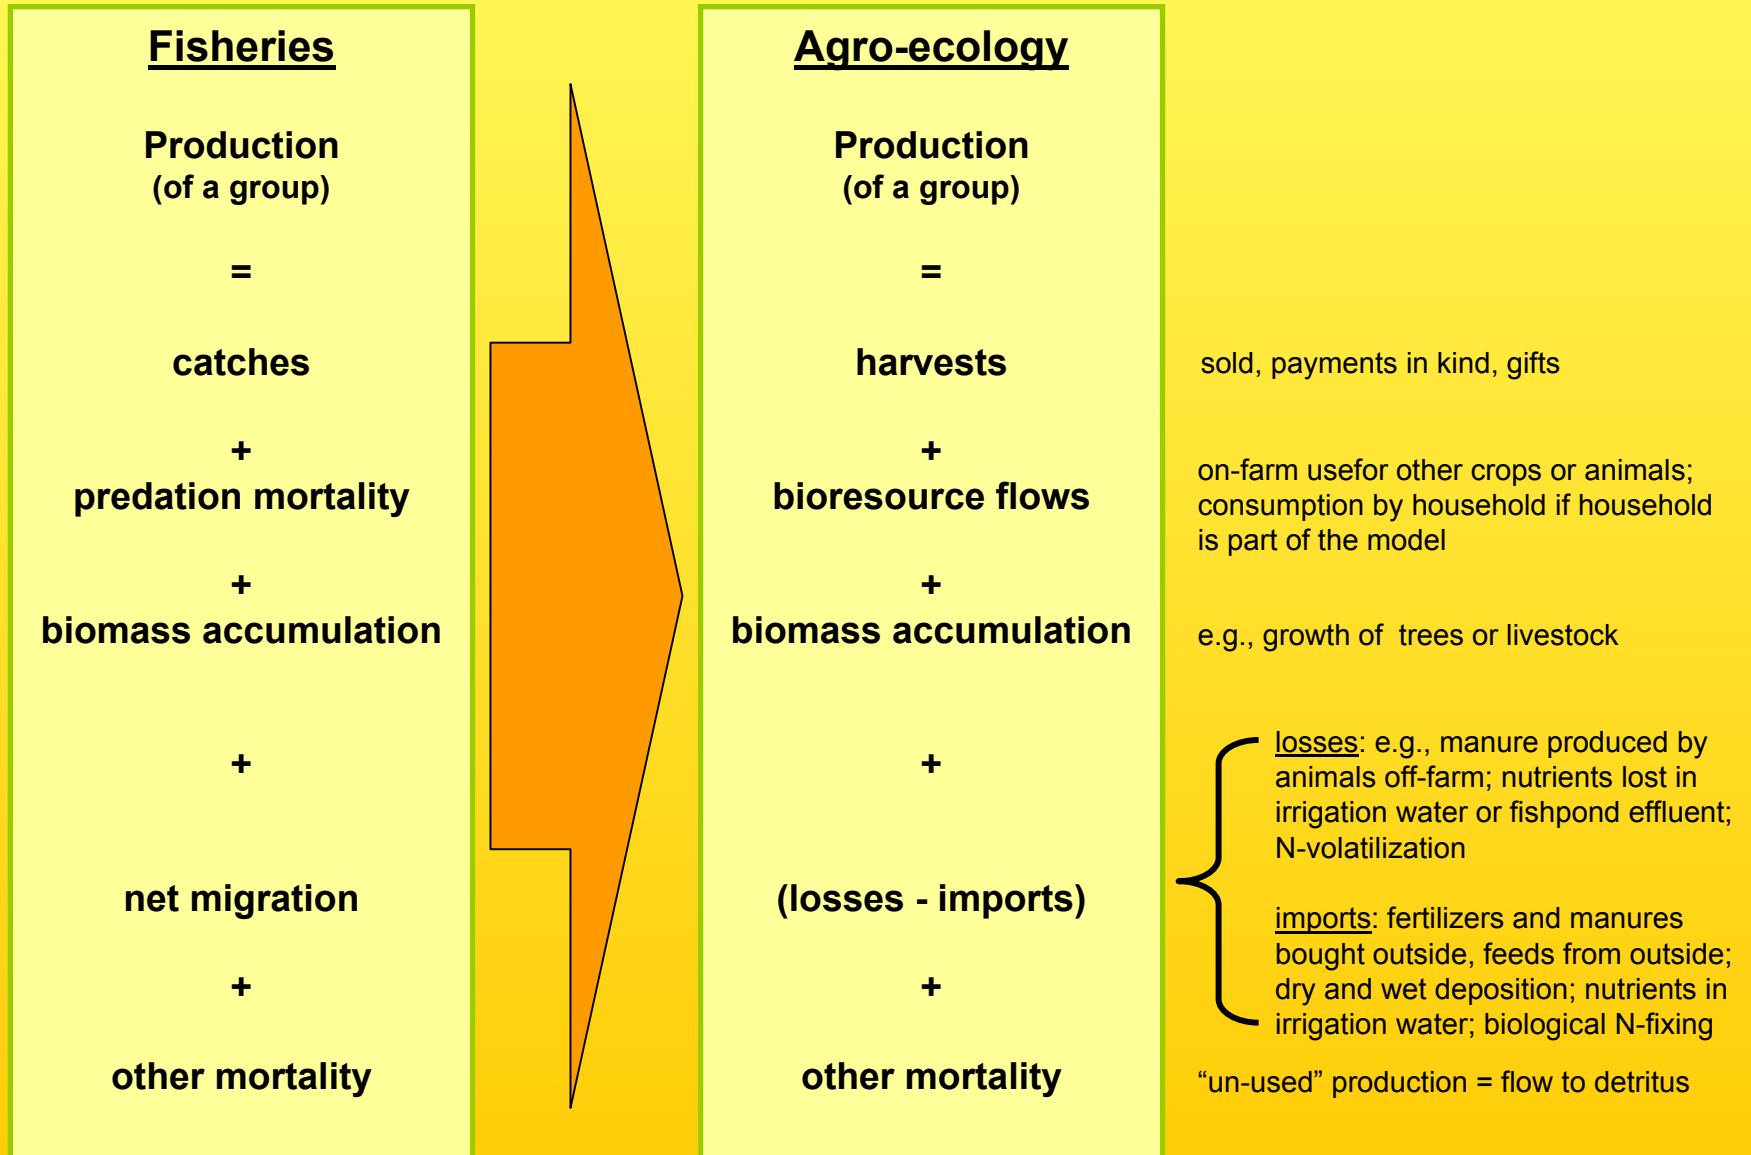 Fisheries
Production
(of a group)
=
catches
+
predation mortality
+
biomass accumulation
+
net migration
+
other mortality
Agro-ecology
Production
(of a group)
=
harvests
+
bioresource flows
+
biomass accumulation
+
(losses - imports)
+
other mortality
sold, payments in kind, gifts
on-farm usefor other crops or animals;
consumption by household if household
is part of the model
e.g., growth of  trees or livestock
losses: e.g., manure produced by
animals off-farm; nutrients lost in
irrigation water or fishpond effluent;
N-volatilization
imports: fertilizers and manures
bought outside, feeds from outside;
dry and wet deposition; nutrients in
irrigation water; biological N-fixing
“un-used” production = flow to detritus